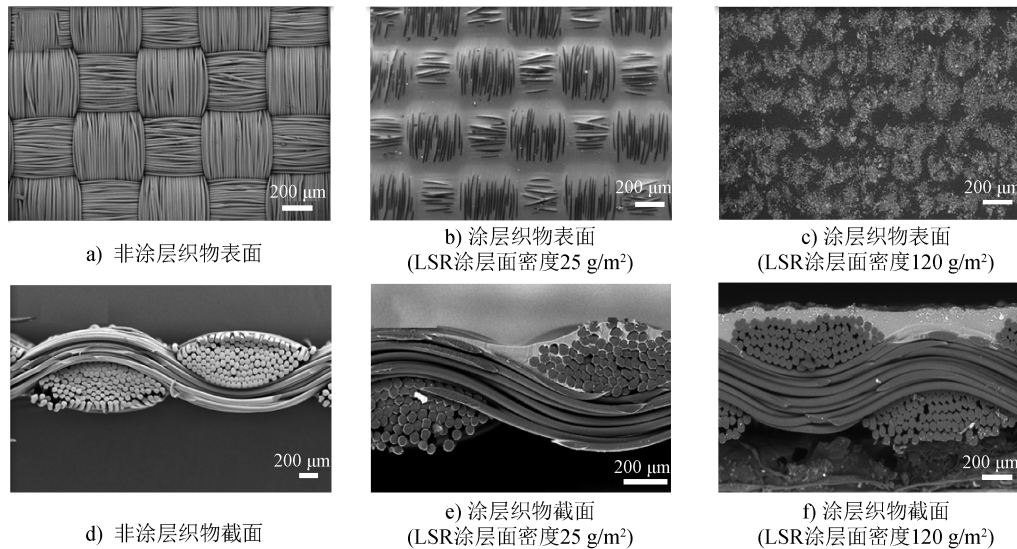 200 μm
200 μm
200 μm
a) 非涂层织物表面
b) 涂层织物表面
(LSR涂层面密度25 g/m²)
c) 涂层织物表面
(LSR涂层面密度120 g/m²)
200 μm
200 μm
200 μm
d) 非涂层织物截面
e) 涂层织物截面
(LSR涂层面密度25 g/m²)
f) 涂层织物截面
(LSR涂层面密度120 g/m²)